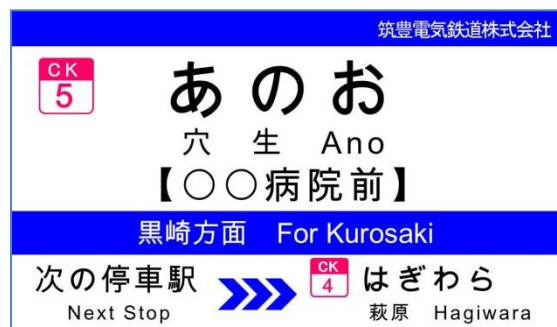 筑豊電気鉄道株式会社
CK
5
あのお
穴 生 Ano
【○○病院前】
黒崎方面 For Kurosaki
次の停車駅
Next Stop
CK
4
はぎわら
萩原 Hagiwara